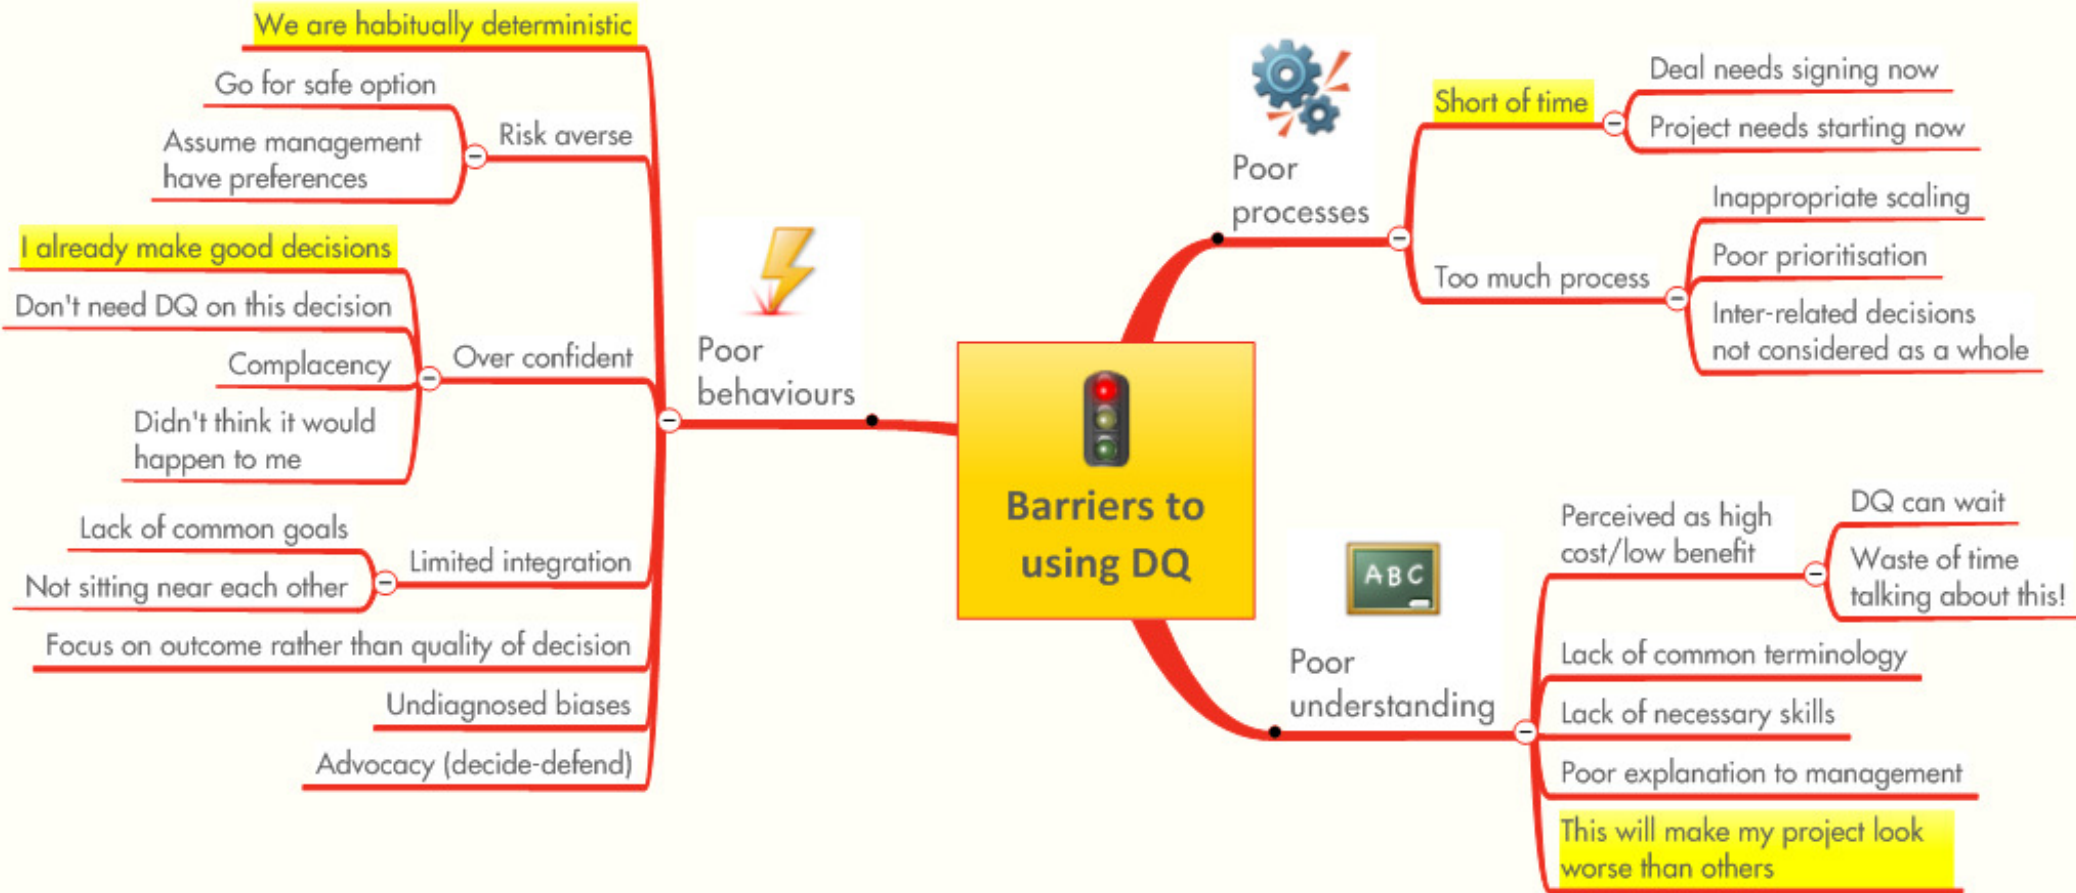 We are habitually deterministic
Go for safe option
Assume management
have preferences
Risk averse
I already make good decisions
Don't need DQ on this decision
Complacency
Didn't think it would
happen to me
Over confident
Lack of common goals
Not sitting near each other
Limited integration
Focus on outcome rather than quality of decision
Undiagnosed biases
Advocacy (decide-defend)
Poor
behaviours
Barriers to
using DQ
Poor
processes
Short of time
Deal needs signing now
Project needs starting now
Too much process
Inappropriate scaling
Poor prioritisation
Inter-related decisions
not considered as a whole
ABC
Poor
understanding
Perceived as high
cost/low benefit
DQ can wait
Waste of time
talking about this!
Lack of common terminology
Lack of necessary skills
Poor explanation to management
This will make my project look
worse than others